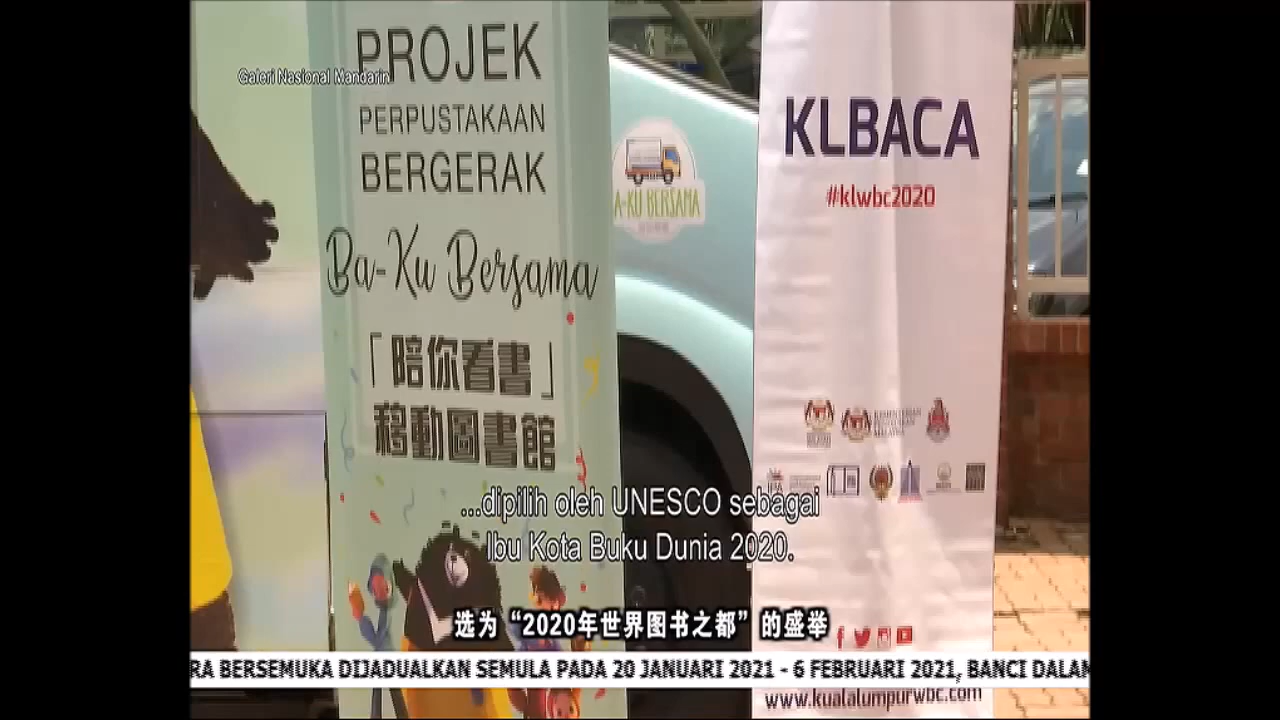 PROJEK
Galeri Nasional Mandarin
PERPUSTAKAAN
BERGERAK
Ba-Ku Bersama
「陪你看書」
移動圖書館
A-KU BERSAMA
KLBACA
#klwbc2020
KEMENTERIAN
...dipilih oleh UNESCO sebagai
Ibu Kota Buku Dunia 2020.
选为“2020年世界图书之都”的盛举
RA BERSEMUKA DIJADUALKAN SEMULA PADA 20 JANUARI 2021 - 6 FEBRUARI 2021, BANCI DALAM
www.kualalumpurwbc.com